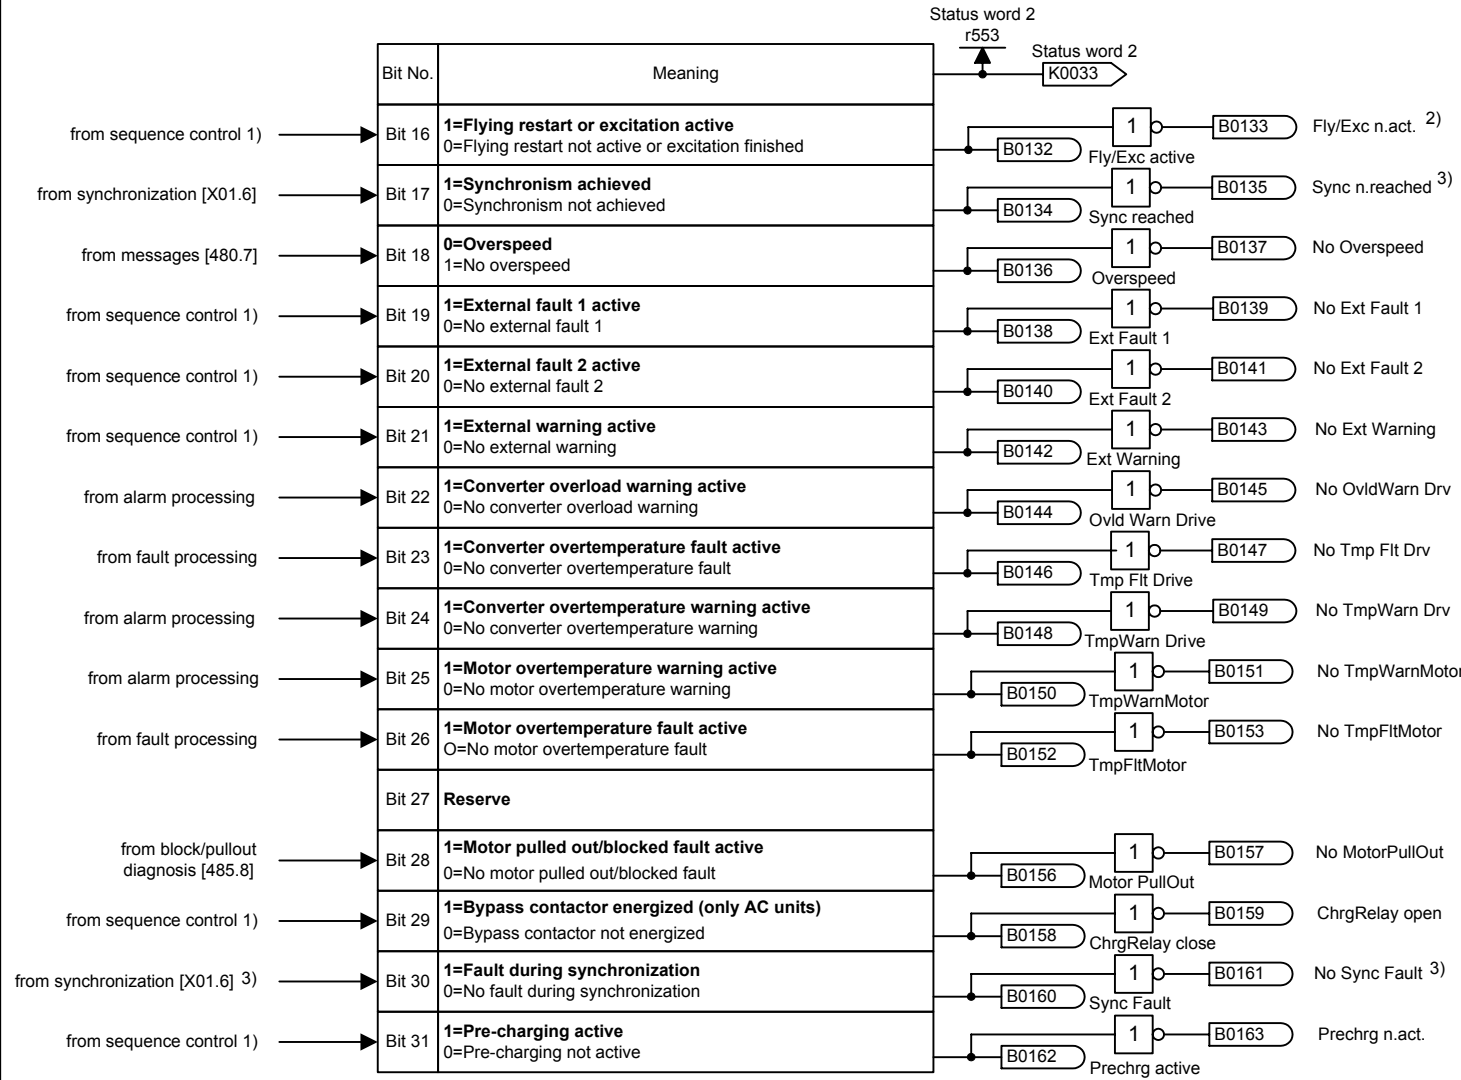 Status word 2
r553
Status word 2
K0033
Bit No. Meaning
from sequence control 1) Bit 16 1=Flying restart or excitation active
0=Flying restart not active or excitation finished
B0132 Fly/Exc active 1 B0133 Fly/Exc n.act. 2)
from synchronization [X01.6] Bit 17 1=Synchronism achieved
0=Synchronism not achieved
B0134 Sync reached 1 B0135 Sync n.reached 3)
from messages [480.7] Bit 18 0=Overspeed
1=No overspeed
B0136 Overspeed 1 B0137 No Overspeed
from sequence control 1) Bit 19 1=External fault 1 active
0=No external fault 1
B0138 Ext Fault 1 1 B0139 No Ext Fault 1
from sequence control 1) Bit 20 1=External fault 2 active
0=No external fault 2
B0140 Ext Fault 2 1 B0141 No Ext Fault 2
from sequence control 1) Bit 21 1=External warning active
0=No external warning
B0142 Ext Warning 1 B0143 No Ext Warning
from alarm processing Bit 22 1=Converter overload warning active
0=No converter overload warning
B0144 Ovld Warn Drive 1 B0145 No OvldWarn Drv
from fault processing Bit 23 1=Converter overtemperature fault active
0=No converter overtemperature fault
B0146 Tmp Flt Drive 1 B0147 No Tmp Flt Drv
from alarm processing Bit 24 1=Converter overtemperature warning active
0=No converter overtemperature warning
B0148 TmpWarn Drive 1 B0149 No TmpWarn Drv
from alarm processing Bit 25 1=Motor overtemperature warning active
0=No motor overtemperature warning
B0150 TmpWarnMotor 1 B0151 No TmpWarnMotor
from fault processing Bit 26 1=Motor overtemperature fault active
O=No motor overtemperature fault
B0152 TmpFltMotor 1 B0153 No TmpFltMotor
Bit 27 Reserve
from block/pullout
diagnosis [485.8] Bit 28 1=Motor pulled out/blocked fault active
0=No motor pulled out/blocked fault
B0156 Motor PullOut 1 B0157 No MotorPullOut
from sequence control 1) Bit 29 1=Bypass contactor energized (only AC units)
0=Bypass contactor not energized
B0158 ChrgRelay close 1 B0159 ChrgRelay open
from synchronization [X01.6] 3) Bit 30 1=Fault during synchronization
0=No fault during synchronization
B0160 Sync Fault 1 B0161 No Sync Fault 3)
from sequence control 1) Bit 31 1=Pre-charging active
0=Pre-charging not active
B0162 Prechrg active 1 B0163 Prechrg n.act.